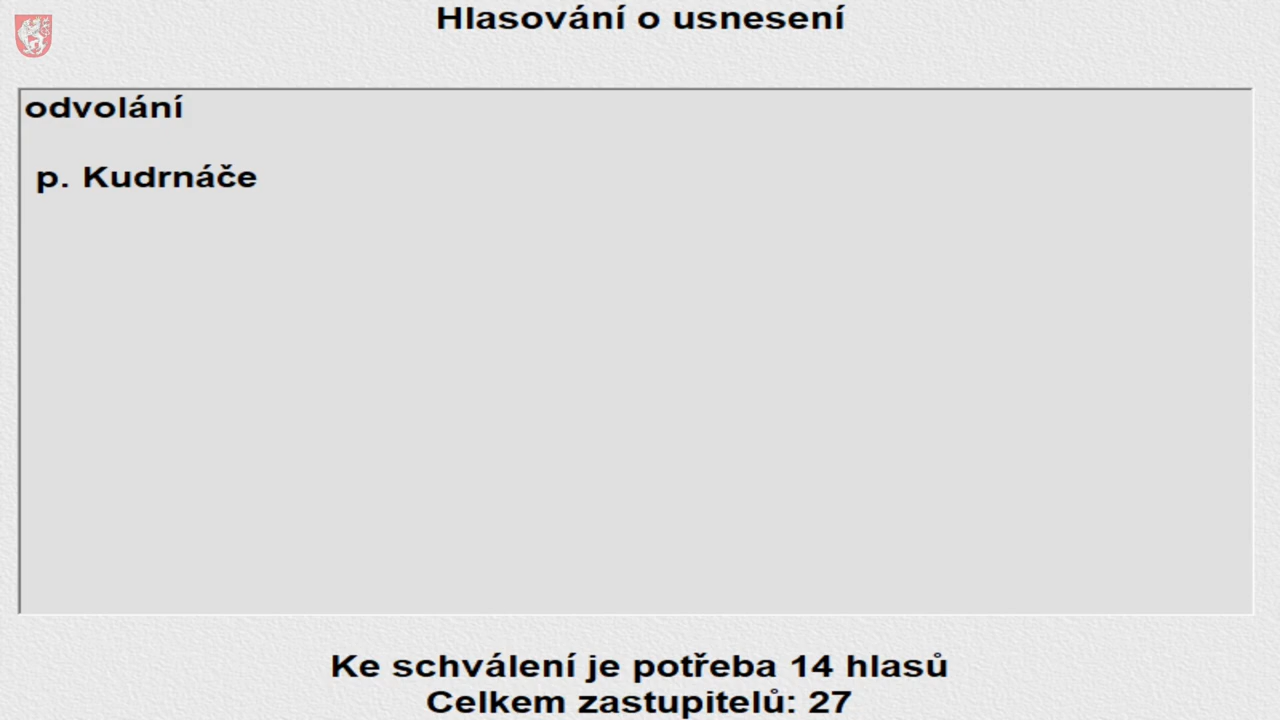 Hlasování o usnesení
odvolání
p. Kudrnáče
Ke schválení je potřeba 14 hlasů
Celkem zastupitelů: 27